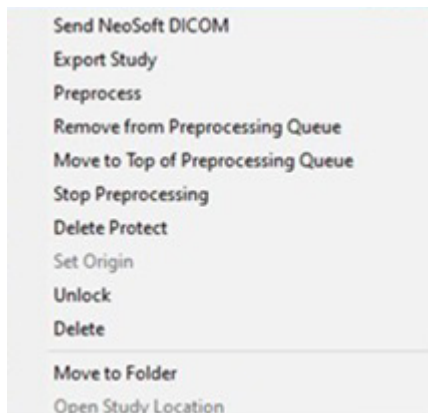 Send NeoSoft DICOM
Export Study
Preprocess
Remove from Preprocessing Queue
Move to Top of Preprocessing Queue
Stop Preprocessing
Delete Protect
Set Origin
Unlock
Delete
Move to Folder
Open Study Location